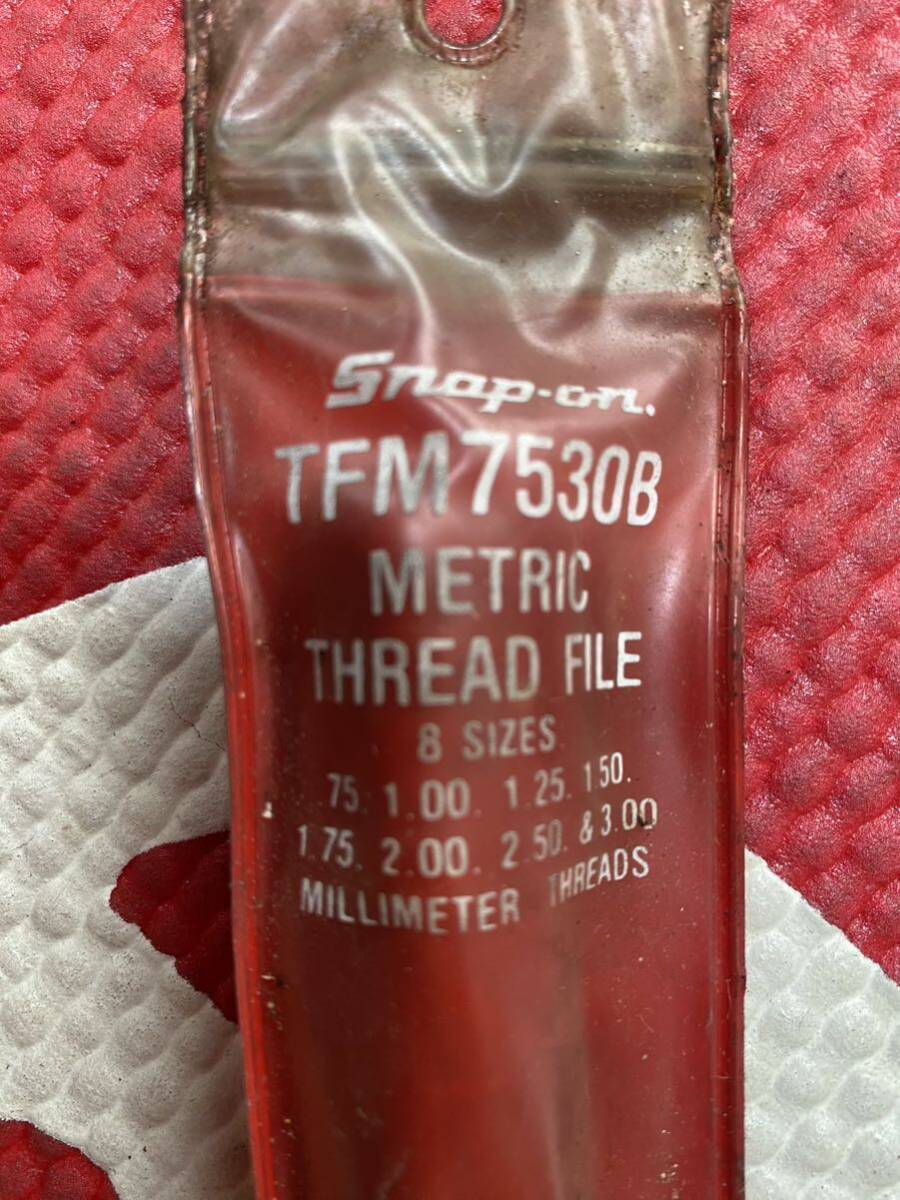 Snap-on.
TFM7530B
METRIC
THREAD FILE
8 SIZES
.75. 1.00. 1.25. 1.50.
1.75. 2.00. 2.50. & 3.00
MILLIMETER THREADS